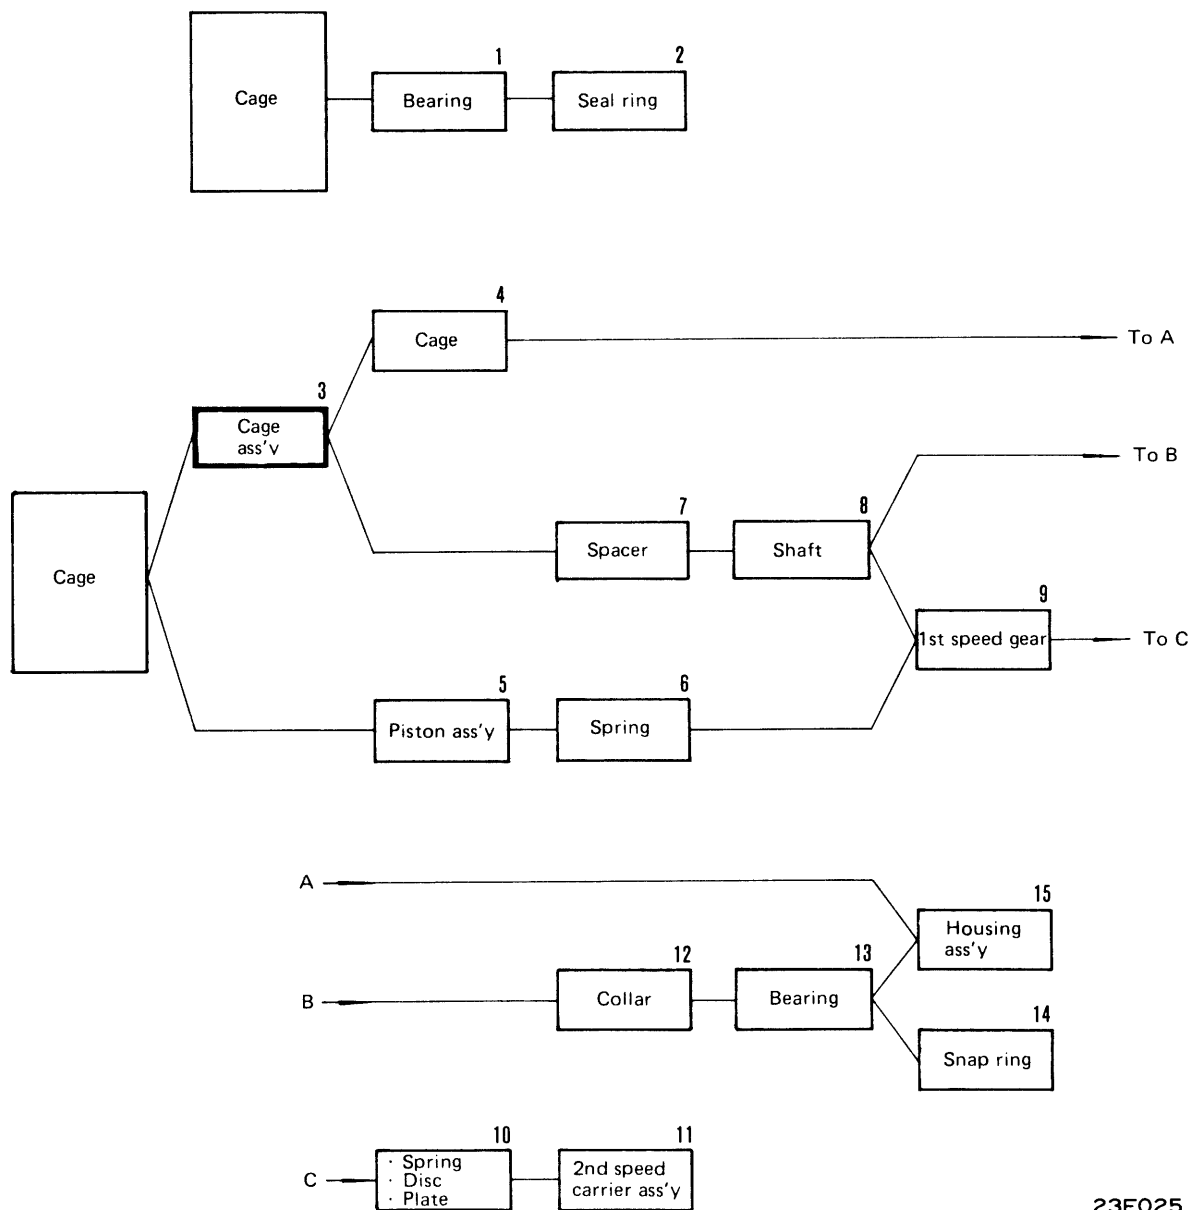 1
2
Cage
Bearing
Seal ring
4
Cage
To A
3
Cage
ass'v
To B
7
8
Spacer
Shaft
Cage
9
1st speed gear
To C
5
6
Piston ass'y
Spring
A
15
Housing
ass'y
12
13
B
Collar
Bearing
14
Snap ring
10
11
C
· Spring
· Disc
· Plate
2nd speed
carrier ass'y
23F025